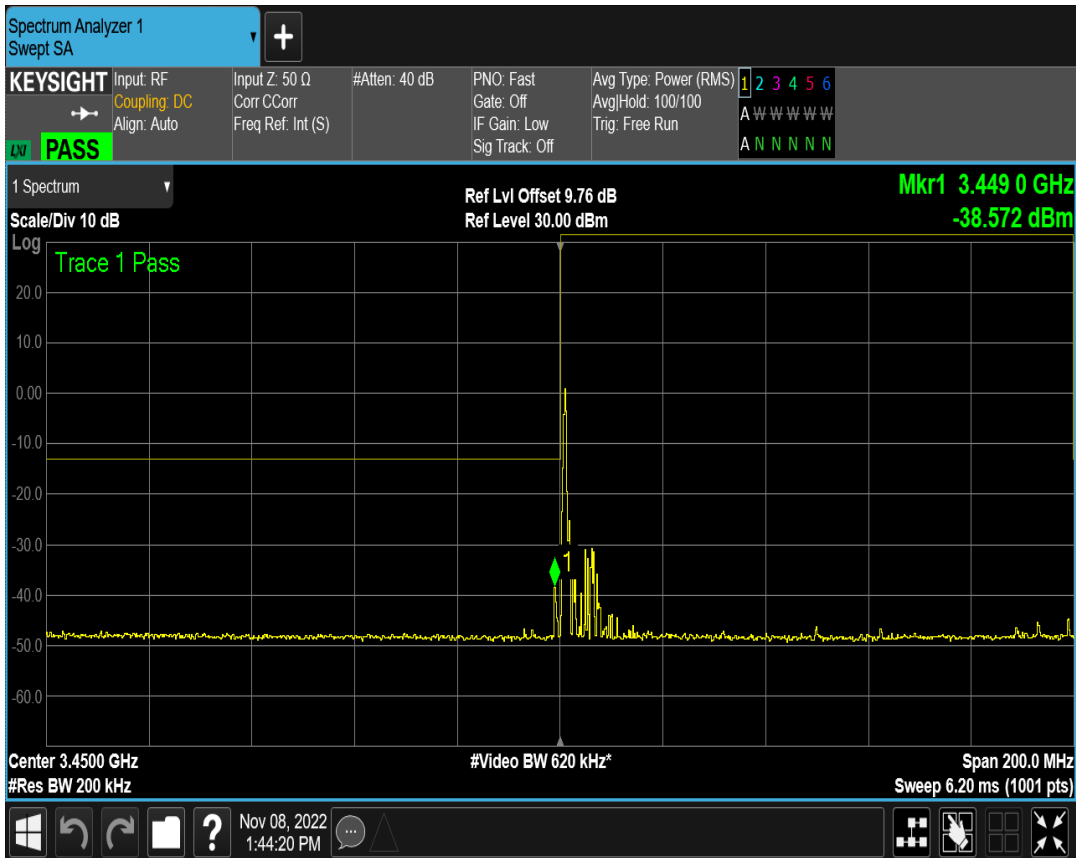 Spectrum Analyzer 1
Swept SA
+
KEYSIGHT
LXI PASS
Input: RF
Coupling: DC
Align: Auto
Input Z: 50 Ω
Corr CCorr
Freq Ref: Int (S)
#Atten: 40 dB
PNO: Fast
Gate: Off
IF Gain: Low
Sig Track: Off
Avg Type: Power (RMS)
Avg|Hold: 100/100
Trig: Free Run
1 2 3 4 5 6
A W W W W W
A N N N N N
1 Spectrum
Scale/Div 10 dB
Ref Lvl Offset 9.76 dB
Ref Level 30.00 dBm
Mkr1 3.449 0 GHz
-38.572 dBm
Log
Trace 1 Pass
20.0
10.0
0.00
-10.0
-20.0
-30.0
1
-40.0
-50.0
-60.0
Center 3.4500 GHz
#Res BW 200 kHz
#Video BW 620 kHz*
Span 200.0 MHz
Sweep 6.20 ms (1001 pts)
?
Nov 08, 2022
1:44:20 PM